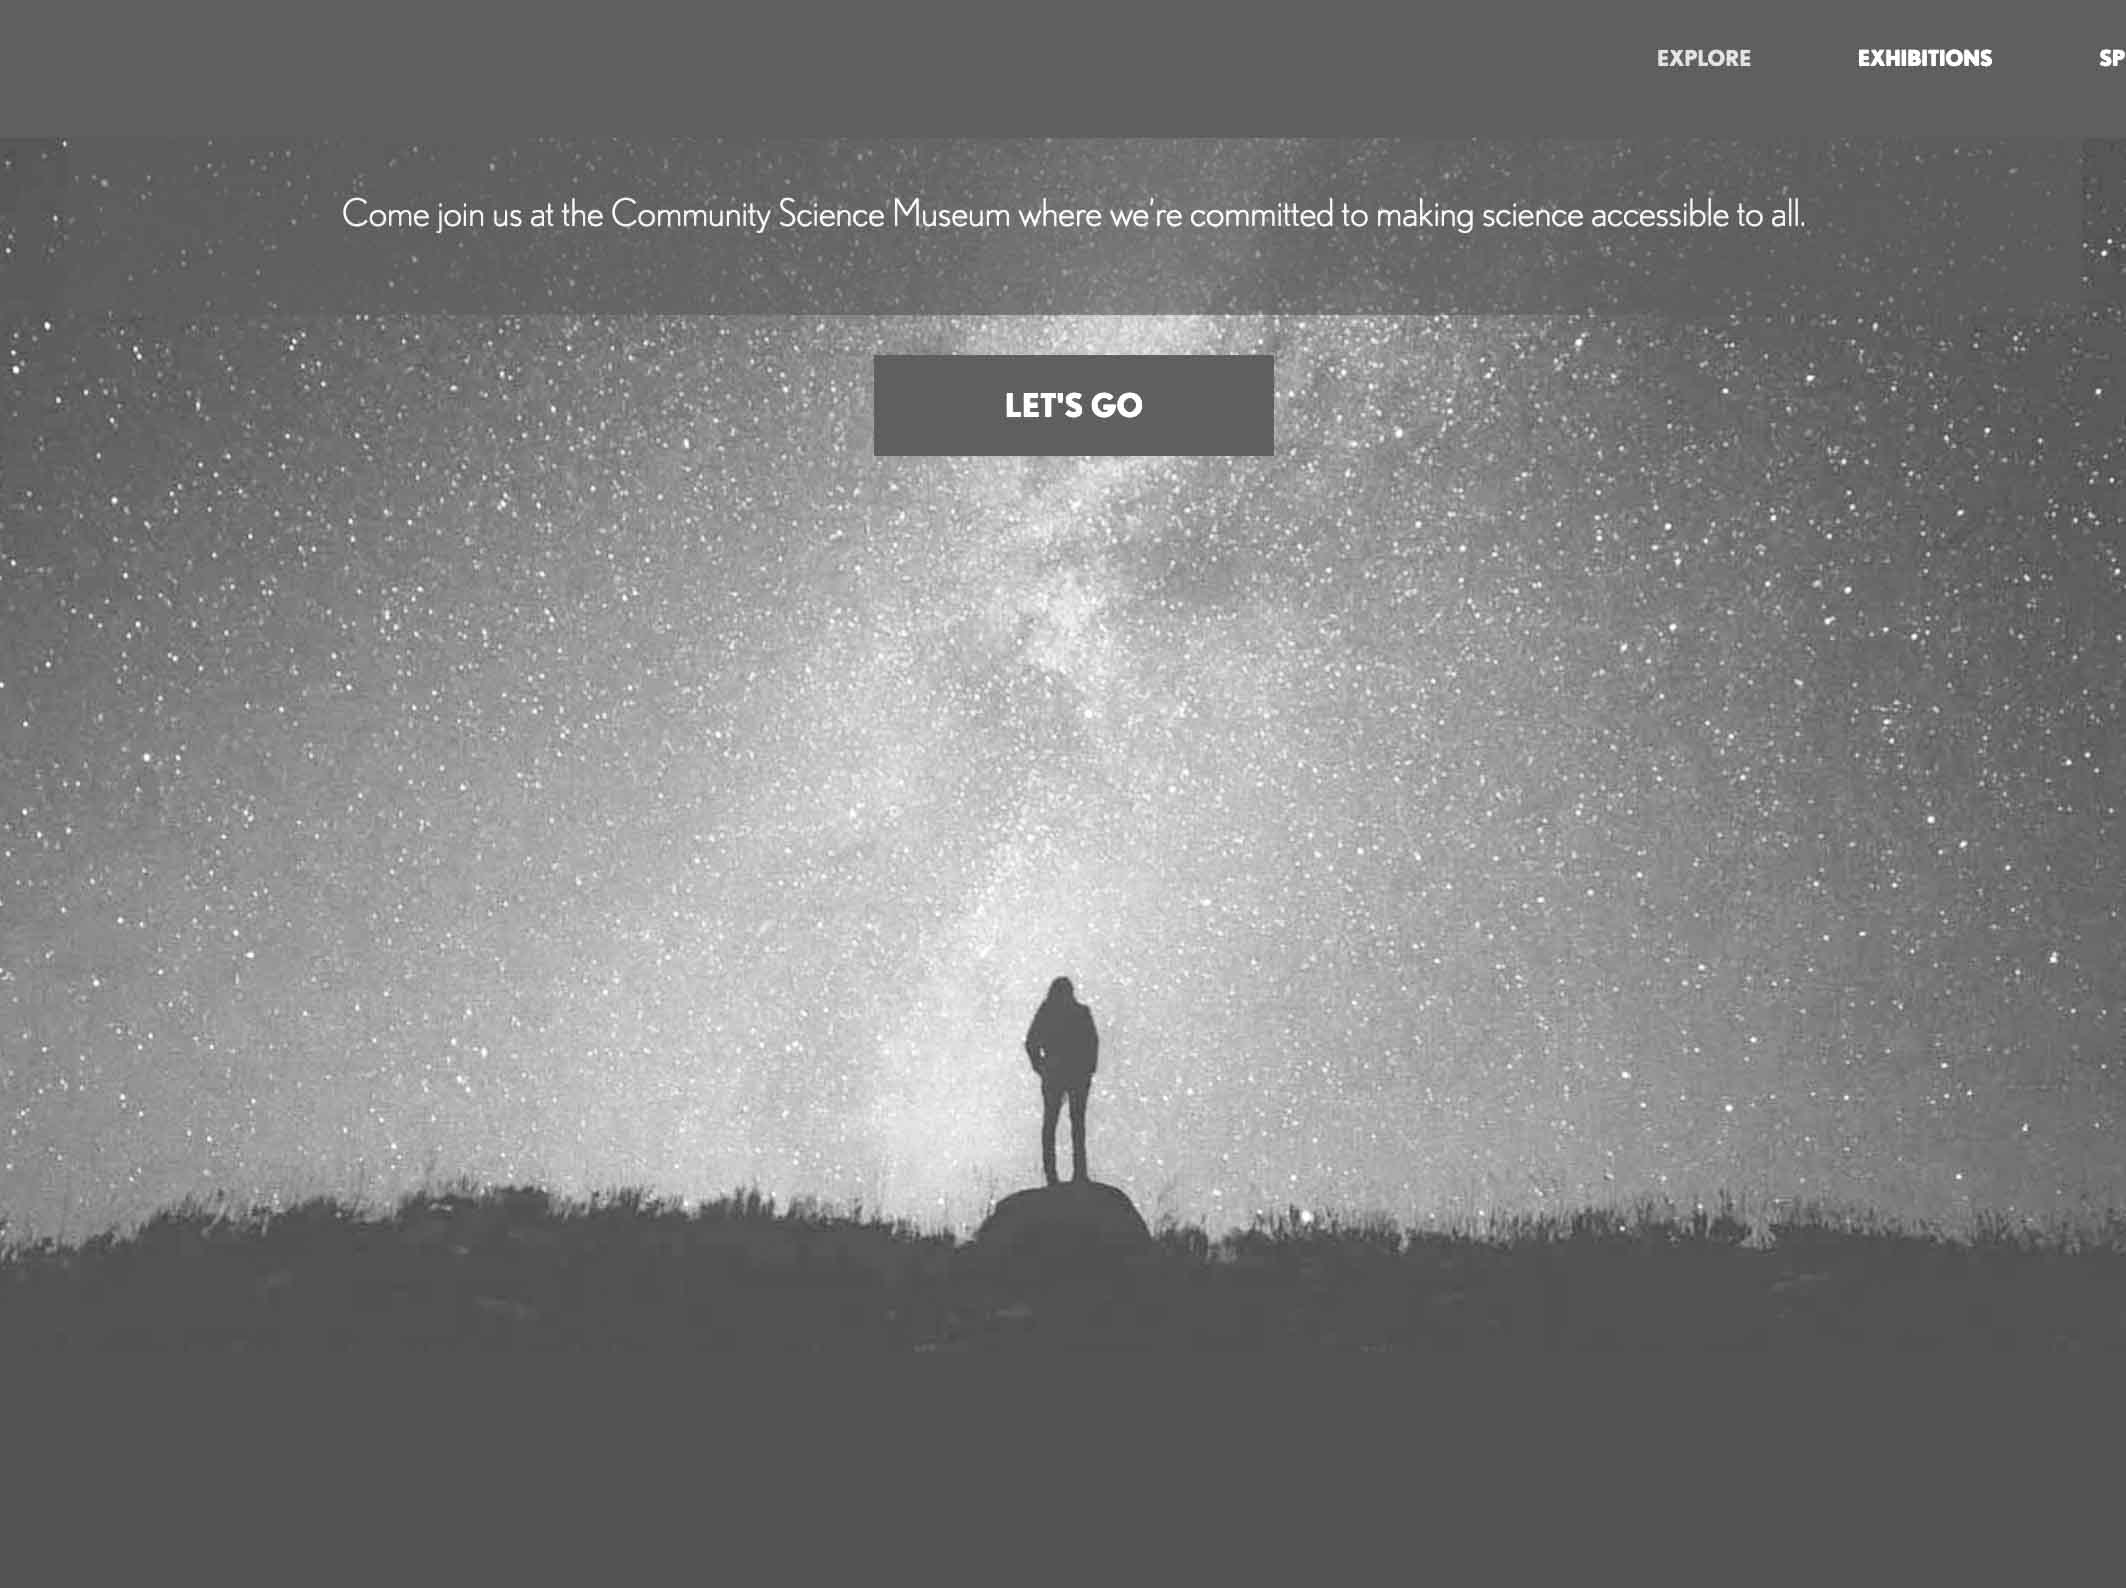 EXPLORE EXHIBITIONS SP
Come join us at the Community Science Museum where we're committed to making science accessible to all.
LET'S GO